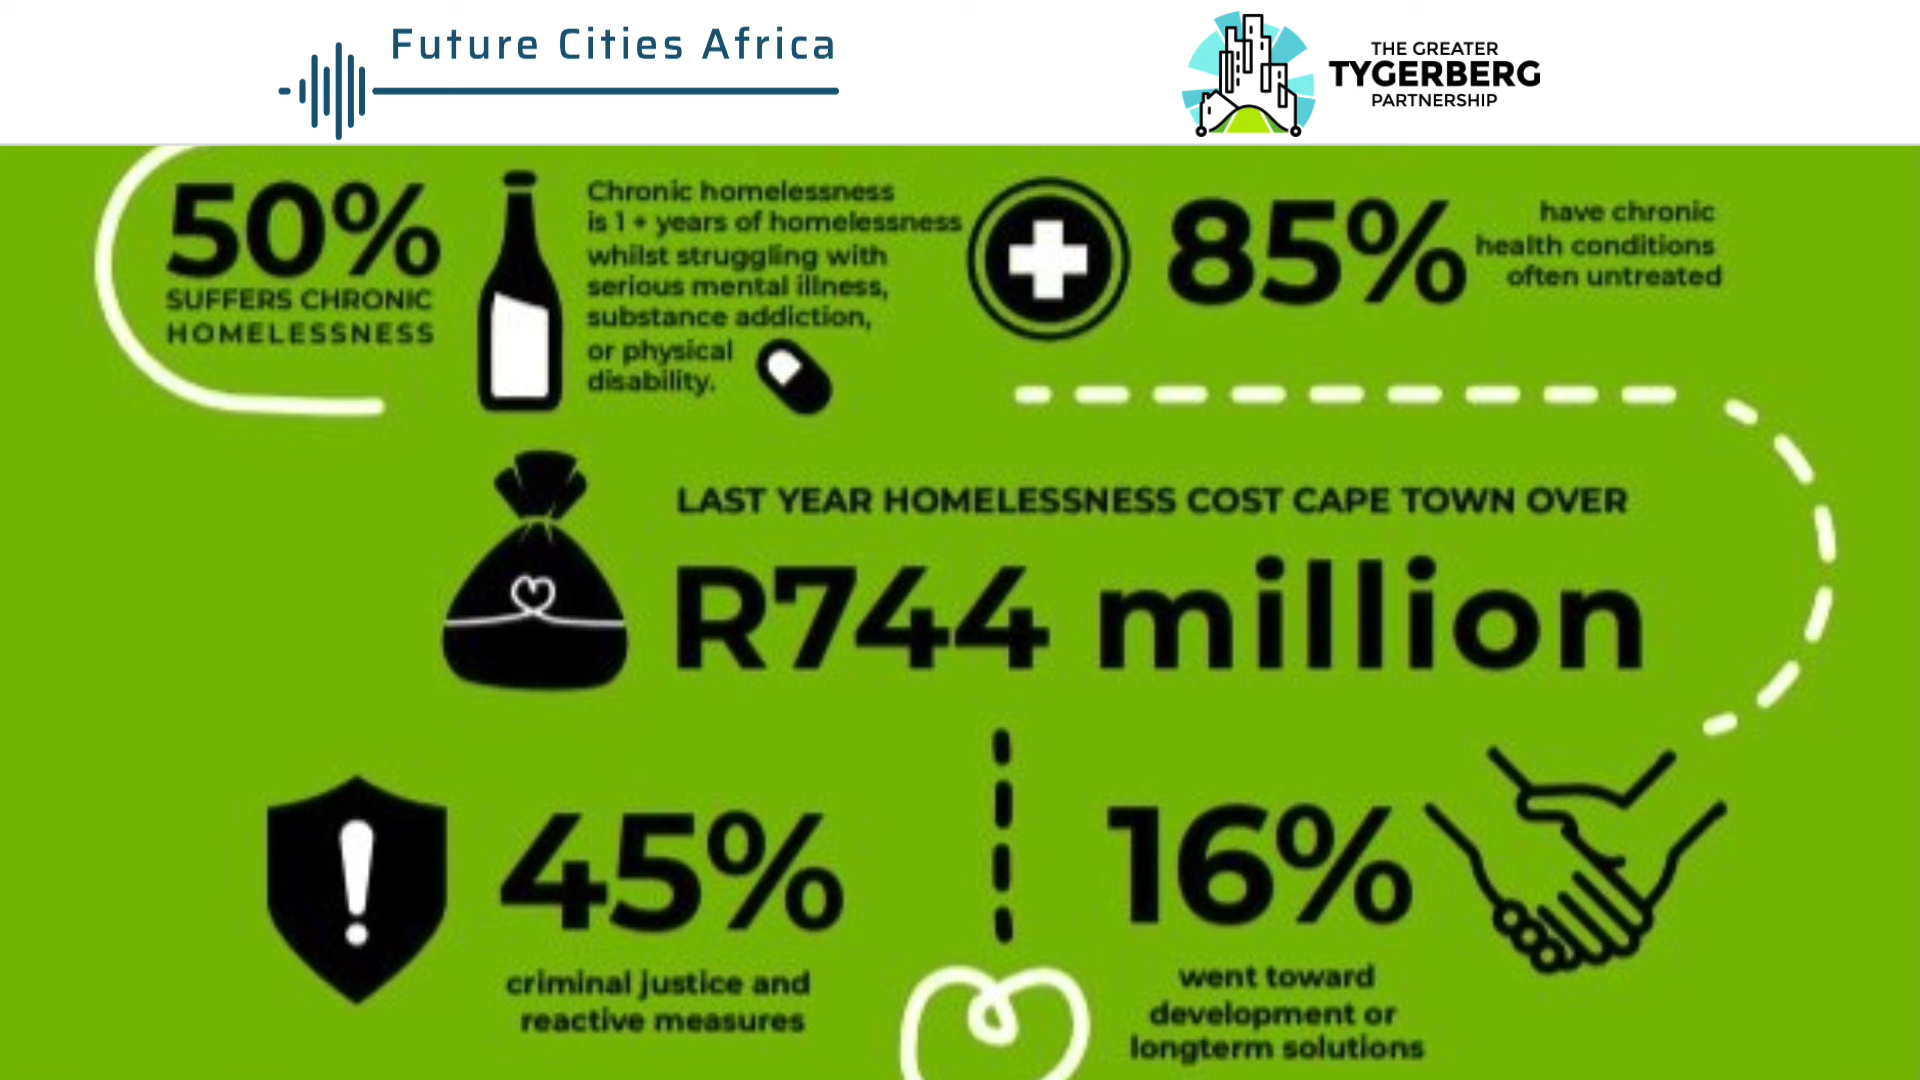 Future Cities Africa
THE GREATER
TYGERBERG
PARTNERSHIP
50%
SUFFERS CHRONIC
HOMELESSNESS
Chronic homelessness
is 1 + years of homelessness
whilst struggling with
serious mental illness,
substance addiction,
or physical
disability.
85%
have chronic
health conditions
often untreated
LAST YEAR HOMELESSNESS COST CAPE TOWN OVER
R744 million
45%
criminal justice and
reactive measures
16%
went toward
development or
longterm solutions